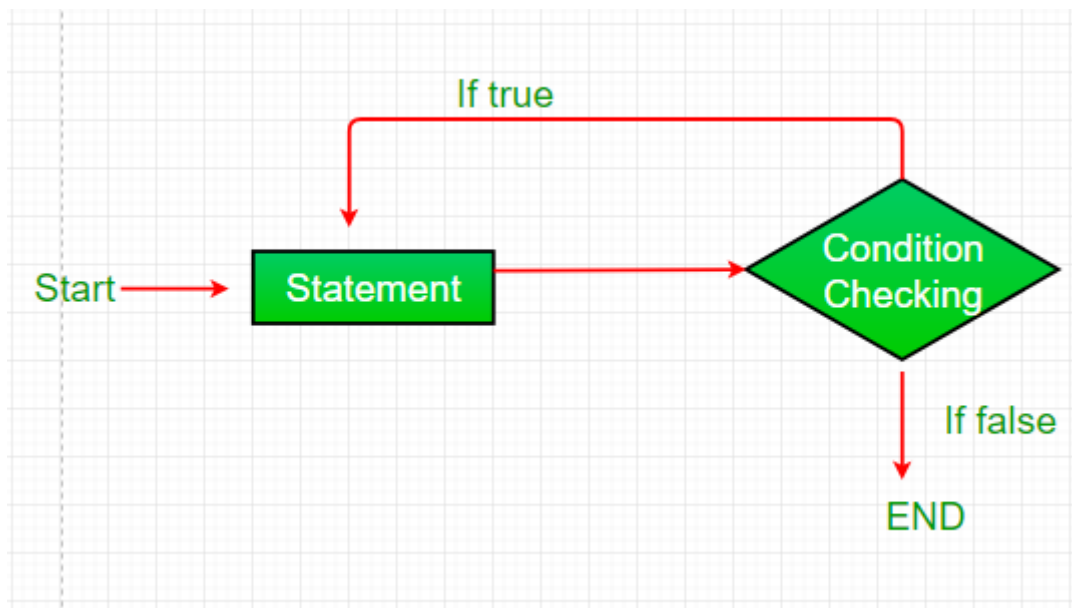 If true
Start
Statement
Condition
Checking
If false
END